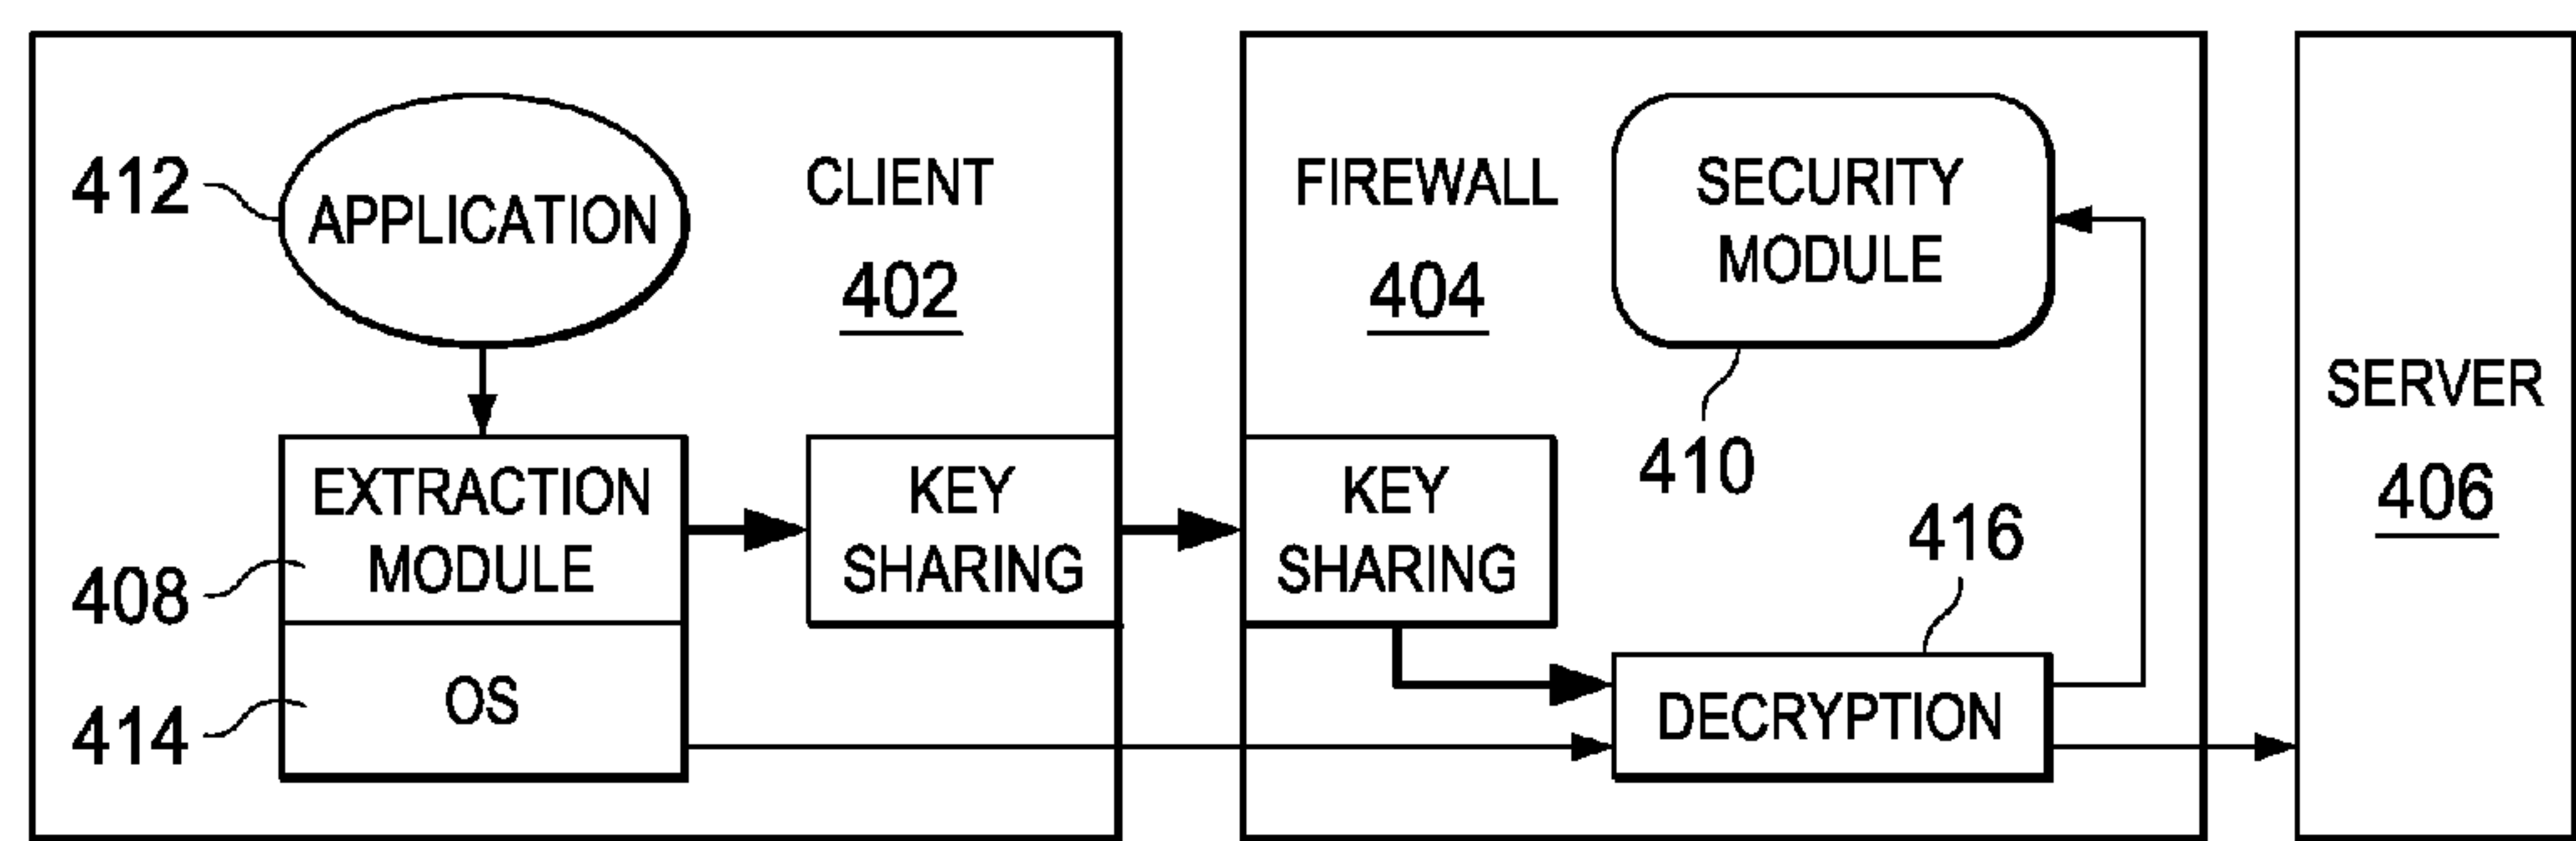 412
APPLICATION
CLIENT
402
EXTRACTION
MODULE
408
OS
414
KEY
SHARING
FIREWALL
404
SECURITY
MODULE
410
KEY
SHARING
416
DECRYPTION
SERVER
406